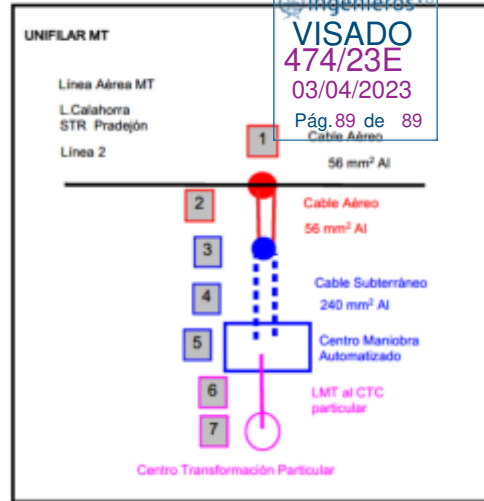 UNIFILAR MT
Ingenieros
VISADO
474/23E
03/04/2023
Pág. 89 de 89
Línea Aérea MT
L.Calahorra
STR Pradejón
Línea 2
1
Cable Aéreo
56 mm² Al
2
Cable Aéreo
56 mm² Al
3
4
Cable Subterráneo
240 mm² Al
5
Centro Maniobra
Automatizado
6
LMT al CTC
particular
7
Centro Transformación Particular